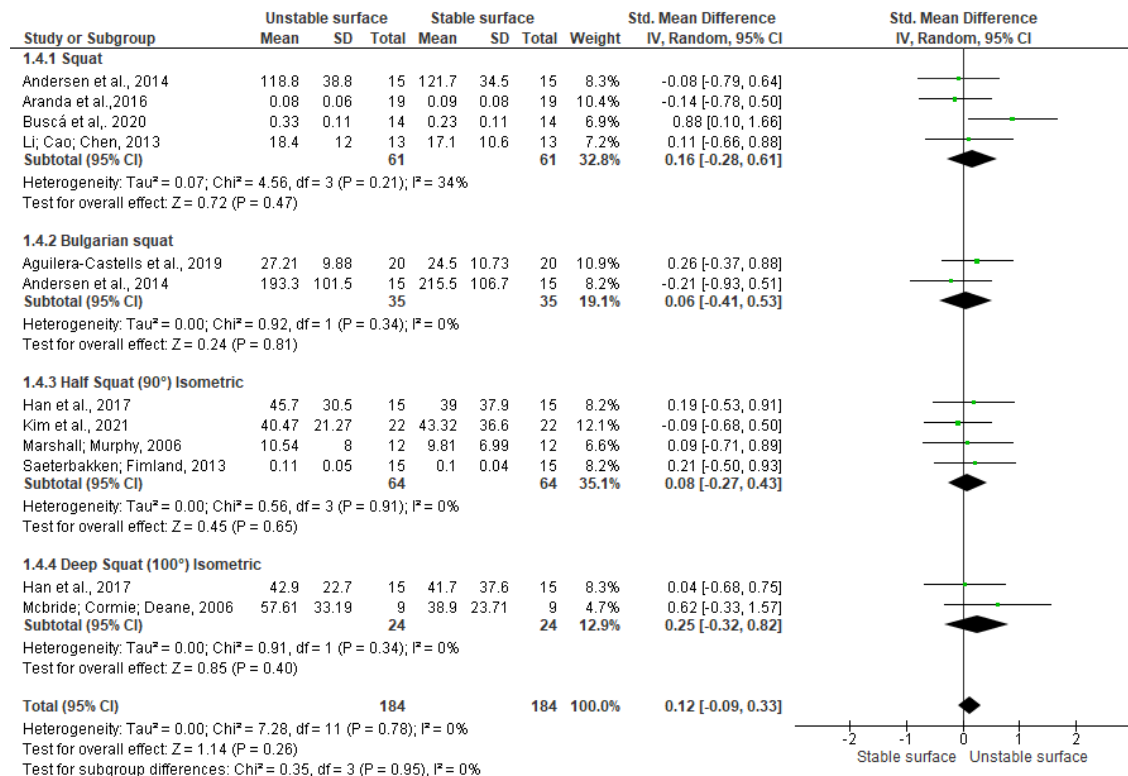 Unstable surface Stable surface Std. Mean Difference Std. Mean Difference
Study or Subgroup Mean SD Total Mean SD Total Weight IV, Random, 95% CI IV, Random, 95% CI
1.4.1 Squat
Andersen et al., 2014 118.8 38.8 15 121.7 34.5 15 8.3% -0.08 [-0.79, 0.64]
Aranda et al.,2016 0.08 0.06 19 0.09 0.08 19 10.4% -0.14 [-0.78, 0.50]
Buscá et al,. 2020 0.33 0.11 14 0.23 0.11 14 6.9% 0.88 [0.10, 1.66]
Li; Cao; Chen, 2013 18.4 12 13 17.1 10.6 13 7.2% 0.11 [-0.66, 0.88]
Subtotal (95% CI) 61 61 32.8% 0.16 [-0.28, 0.61]
Heterogeneity: Tau² = 0.07; Chi² = 4.56, df = 3 (P = 0.21); I² = 34%
Test for overall effect: Z = 0.72 (P = 0.47)
1.4.2 Bulgarian squat
Aguilera-Castells et al., 2019 27.21 9.88 20 24.5 10.73 20 10.9% 0.26 [-0.37, 0.88]
Andersen et al., 2014 193.3 101.5 15 215.5 106.7 15 8.2% -0.21 [-0.93, 0.51]
Subtotal (95% CI) 35 35 19.1% 0.06 [-0.41, 0.53]
Heterogeneity: Tau² = 0.00; Chi² = 0.92, df = 1 (P = 0.34); I² = 0%
Test for overall effect: Z = 0.24 (P = 0.81)
1.4.3 Half Squat (90°) Isometric
Han et al., 2017 45.7 30.5 15 39 37.9 15 8.2% 0.19 [-0.53, 0.91]
Kim et al., 2021 40.47 21.27 22 43.32 36.6 22 12.1% -0.09 [-0.68, 0.50]
Marshall; Murphy, 2006 10.54 8 12 9.81 6.99 12 6.6% 0.09 [-0.71, 0.89]
Saeterbakken; Fimland, 2013 0.11 0.05 15 0.1 0.04 15 8.2% 0.21 [-0.50, 0.93]
Subtotal (95% CI) 64 64 35.1% 0.08 [-0.27, 0.43]
Heterogeneity: Tau² = 0.00; Chi² = 0.56, df = 3 (P = 0.91); I² = 0%
Test for overall effect: Z = 0.45 (P = 0.65)
1.4.4 Deep Squat (100°) Isometric
Han et al., 2017 42.9 22.7 15 41.7 37.6 15 8.3% 0.04 [-0.68, 0.75]
Mcbride; Cormie; Deane, 2006 57.61 33.19 9 38.9 23.71 9 4.7% 0.62 [-0.33, 1.57]
Subtotal (95% CI) 24 24 12.9% 0.25 [-0.32, 0.82]
Heterogeneity: Tau² = 0.00; Chi² = 0.91, df = 1 (P = 0.34); I² = 0%
Test for overall effect: Z = 0.85 (P = 0.40)
Total (95% CI) 184 184 100.0% 0.12 [-0.09, 0.33]
Heterogeneity: Tau² = 0.00; Chi² = 7.28, df = 11 (P = 0.78); I² = 0%
Test for overall effect: Z = 1.14 (P = 0.26)
Test for subgroup differences: Chi² = 0.35, df = 3 (P = 0.95), I² = 0%
-2 -1 0 1 2
Stable surface Unstable surface